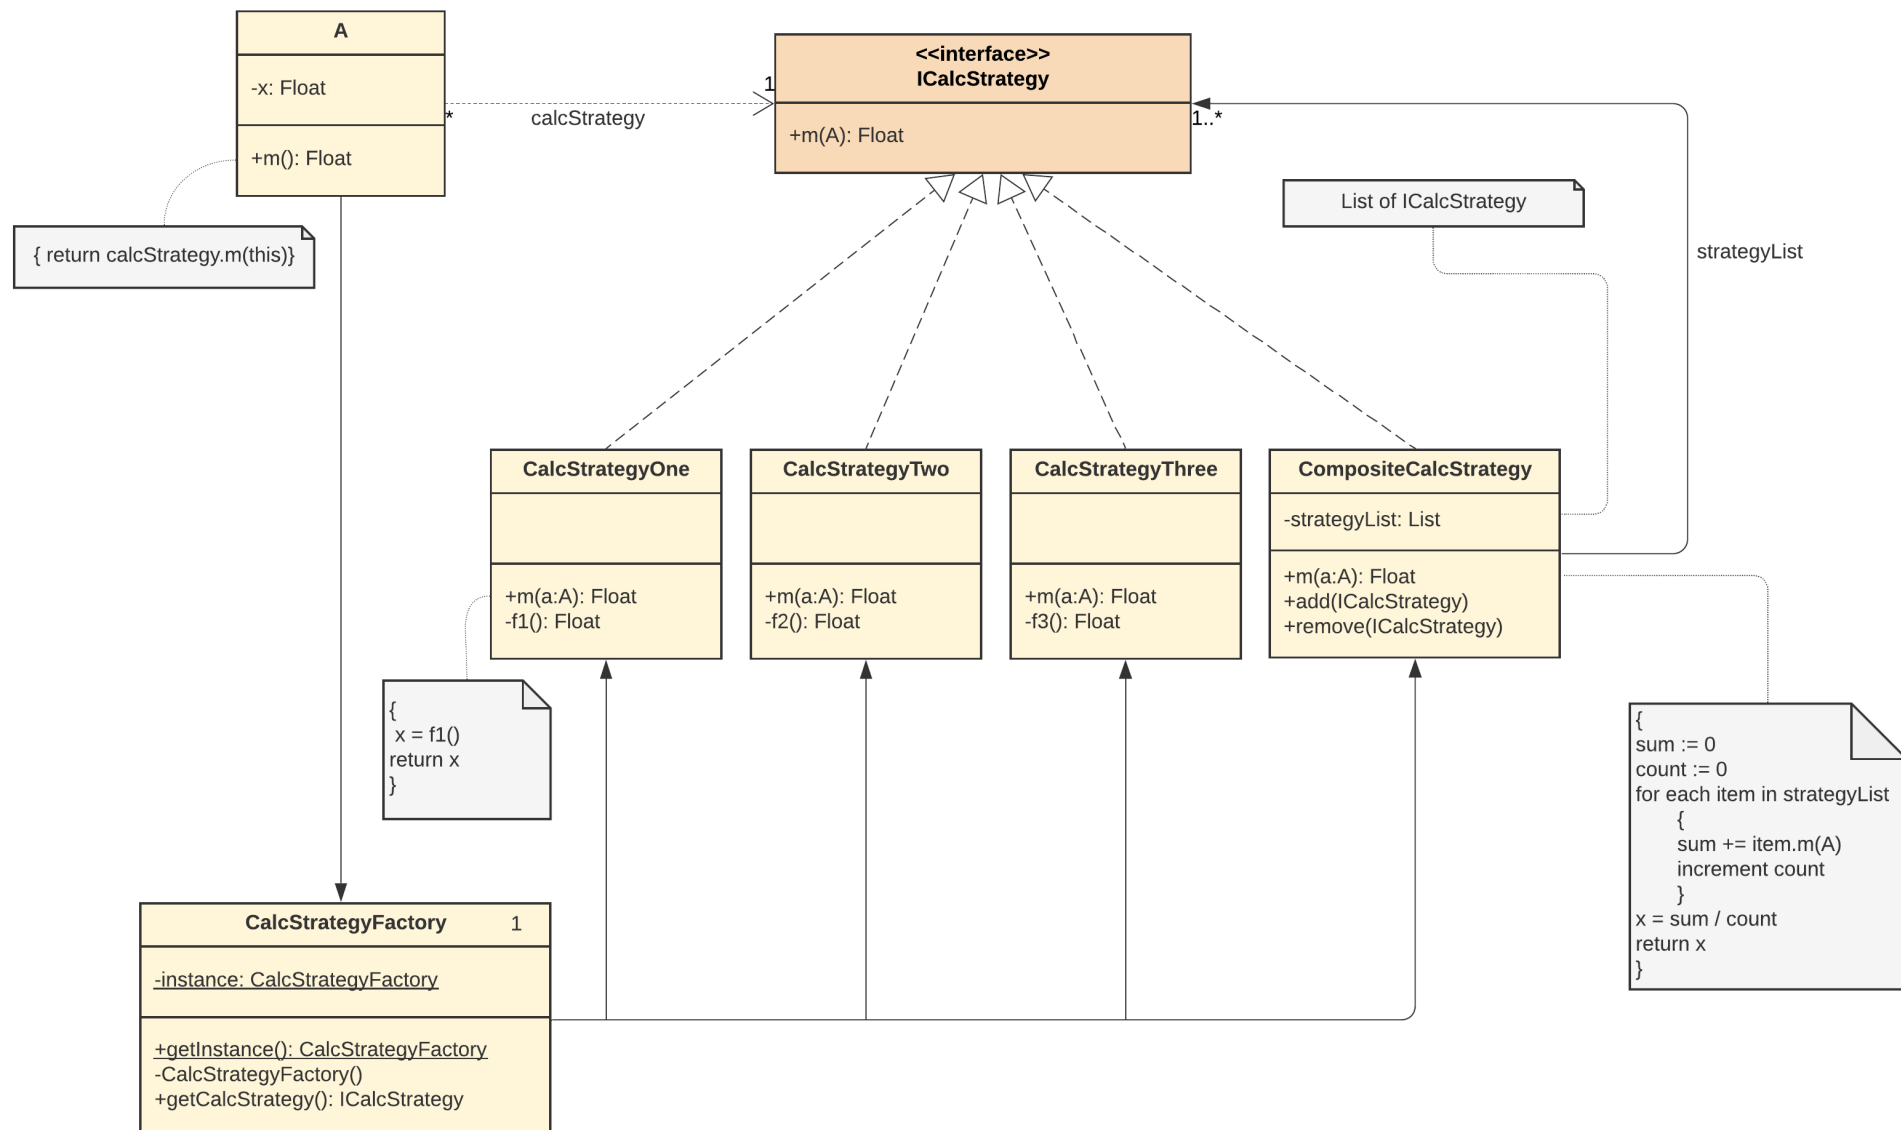 A
-x: Float
+m(): Float
{ return calcStrategy.m(this)}
*
calcStrategy
1
<<interface>>
ICalcStrategy
+m(A): Float
1..*
List of ICalcStrategy
strategyList
CalcStrategyOne
+m(a:A): Float
-f1(): Float
CalcStrategyTwo
+m(a:A): Float
-f2(): Float
CalcStrategyThree
+m(a:A): Float
-f3(): Float
CompositeCalcStrategy
-strategyList: List
+m(a:A): Float
+add(ICalcStrategy)
+remove(ICalcStrategy)
{
x = f1()
return x
}
{
sum := 0
count := 0
for each item in strategyList
{
sum += item.m(A)
increment count
}
x = sum / count
return x
}
CalcStrategyFactory 1
-instance: CalcStrategyFactory
+getInstance(): CalcStrategyFactory
-CalcStrategyFactory()
+getCalcStrategy(): ICalcStrategy